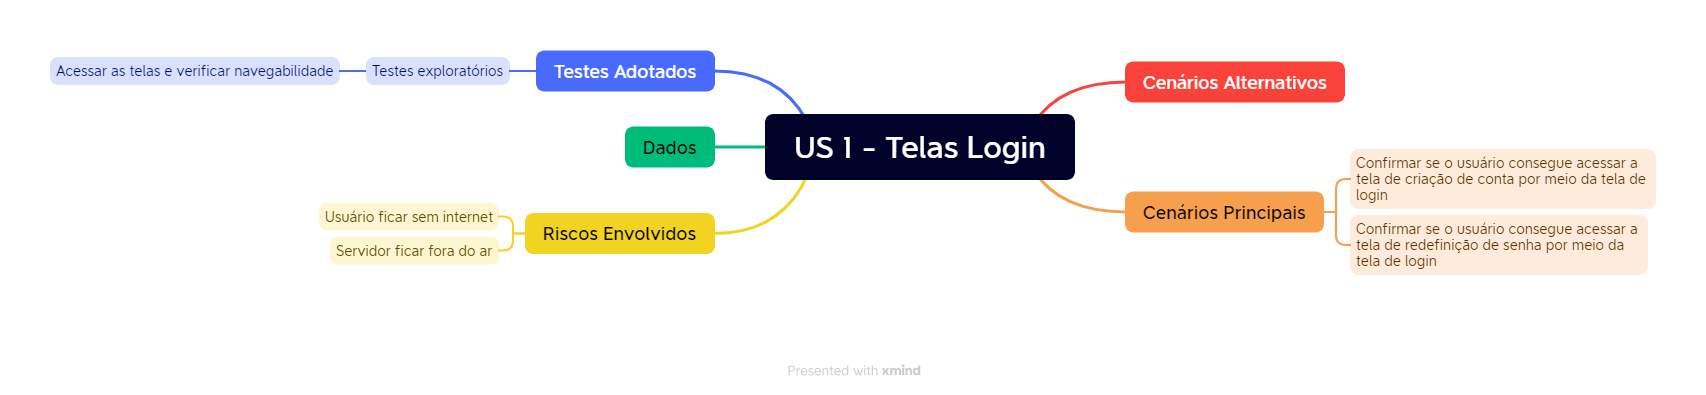 US 1 - Telas Login
Testes Adotados
Testes exploratórios
Acessar as telas e verificar navegabilidade
Dados
Riscos Envolvidos
Usuário ficar sem internet
Servidor ficar fora do ar
Cenários Alternativos
Cenários Principais
Confirmar se o usuário consegue acessar a
tela de criação de conta por meio da tela de
login
Confirmar se o usuário consegue acessar a
tela de redefinição de senha por meio da
tela de login
Presented with xmind